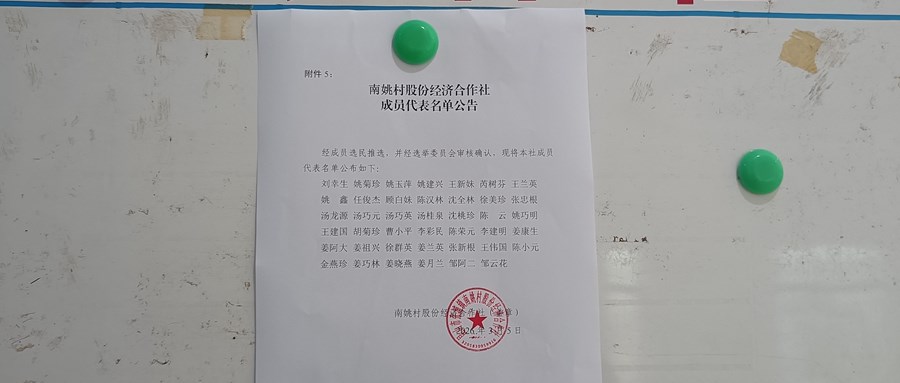 附件 5：
南姚村股份经济合作社
成员代表名单公告
经成员选民推选，并经选举委员会审核确认，现将本社成员
代表名单公布如下：
刘幸生 姚菊珍 姚玉萍 姚建兴 王新妹 芮树芬 王兰英
姚 鑫 任俊杰 顾白妹 陈汉林 沈全林 徐美珍 张忠根
汤龙源 汤巧元 汤巧英 汤桂泉 沈桃珍 陈 云 姚巧明
王建国 胡菊珍 曹小平 李彩民 陈荣元 李建明 姜康生
姜阿大 姜祖兴 徐群英 姜兰英 张新根 王伟国 陈小元
金燕珍 姜巧林 姜晓燕 姜月兰 邹阿二 邹云花
南姚村股份经济合作社（盖章）
2026 年 3 月 5 日